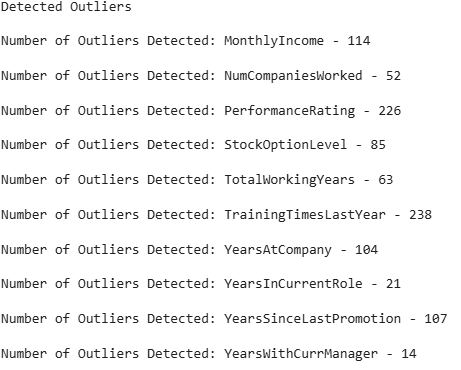 Detected Outliers
Number of Outliers Detected: MonthlyIncome - 114
Number of Outliers Detected: NumCompaniesWorked - 52
Number of Outliers Detected: PerformanceRating - 226
Number of Outliers Detected: StockOptionLevel - 85
Number of Outliers Detected: TotalWorkingYears - 63
Number of Outliers Detected: TrainingTimesLastYear - 238
Number of Outliers Detected: YearsAtCompany - 104
Number of Outliers Detected: YearsInCurrentRole - 21
Number of Outliers Detected: YearsSinceLastPromotion - 107
Number of Outliers Detected: YearsWithCurrManager - 14